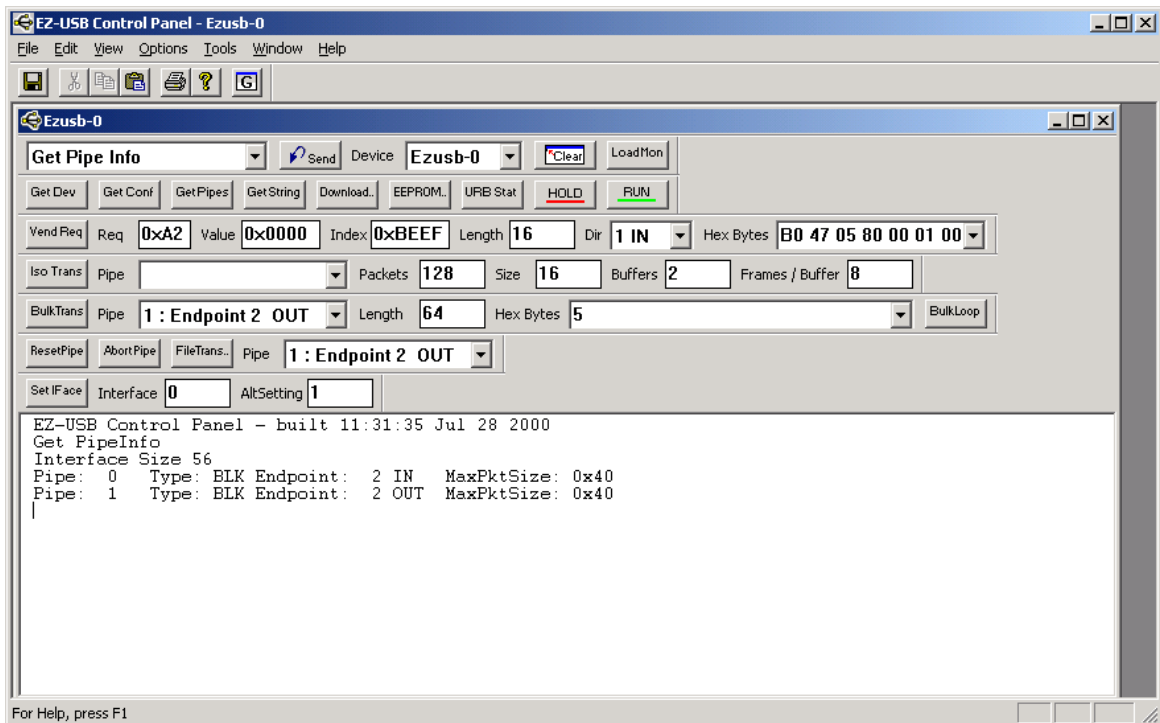 EZ-USB Control Panel - Ezusb-0
File Edit View Options Tools Window Help
G
Ezusb-0
Get Pipe Info Send Device Ezusb-0 Clear LoadMon
Get Dev Get Conf GetPipes GetString Download.. EEPROM.. URB Stat HOLD RUN
Vend Req Req 0xA2 Value 0x0000 Index 0xBEEF Length 16 Dir 1 IN Hex Bytes B0 47 05 80 00 01 00
Iso Trans Pipe Packets 128 Size 16 Buffers 2 Frames / Buffer 8
BulkTrans Pipe 1 : Endpoint 2 OUT Length 64 Hex Bytes 5 BulkLoop
ResetPipe AbortPipe FileTrans.. Pipe 1 : Endpoint 2 OUT
Set IFace Interface 0 AltSetting 1
EZ-USB Control Panel - built 11:31:35 Jul 28 2000
Get PipeInfo
Interface Size 56
Pipe: 0 Type: BLK Endpoint: 2 IN MaxPktSize: 0x40
Pipe: 1 Type: BLK Endpoint: 2 OUT MaxPktSize: 0x40
For Help, press F1